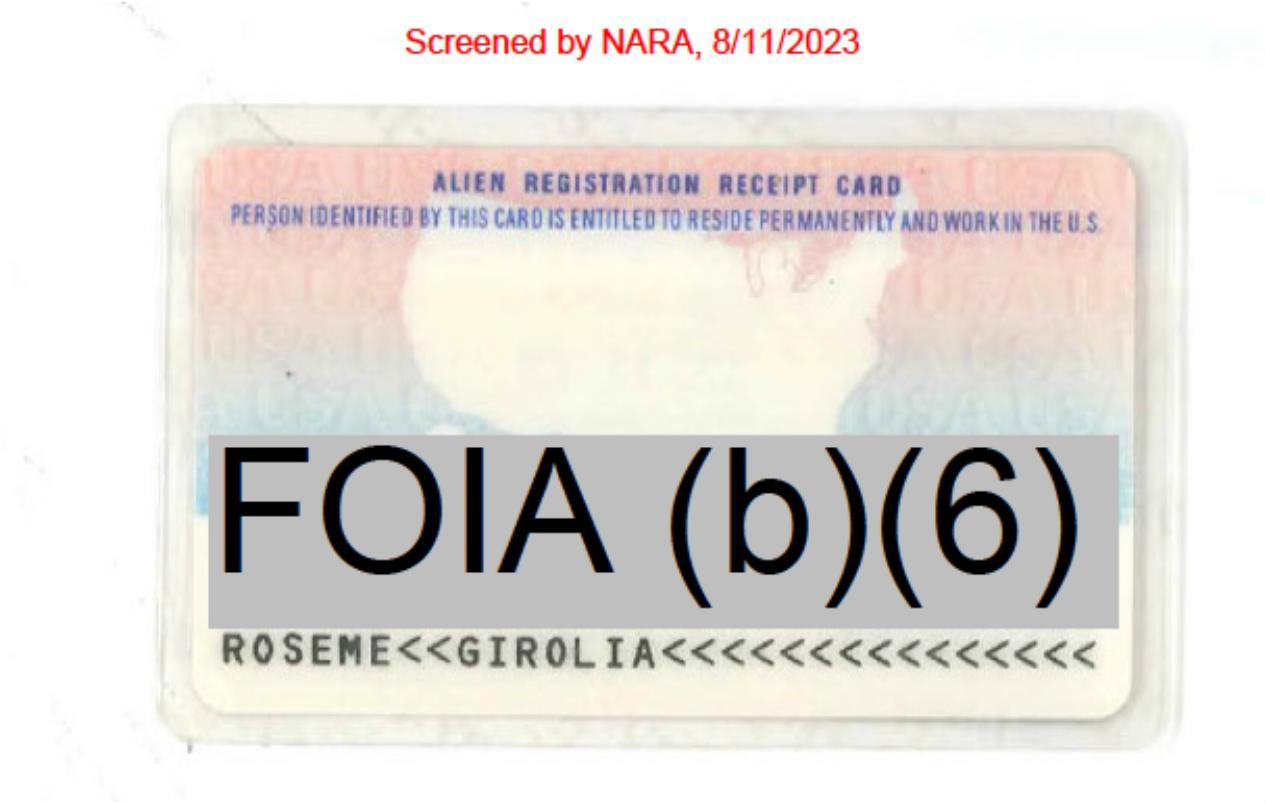 Screened by NARA, 8/11/2023
ALIEN REGISTRATION RECEIPT CARD
PERSON IDENTIFIED BY THIS CARD IS ENTITLED TO RESIDE PERMANENTLY AND WORK IN THE U.S.
FOIA (b)(6)
ROSEME<<GIROLIA<<<<<<<<<<<<<<<